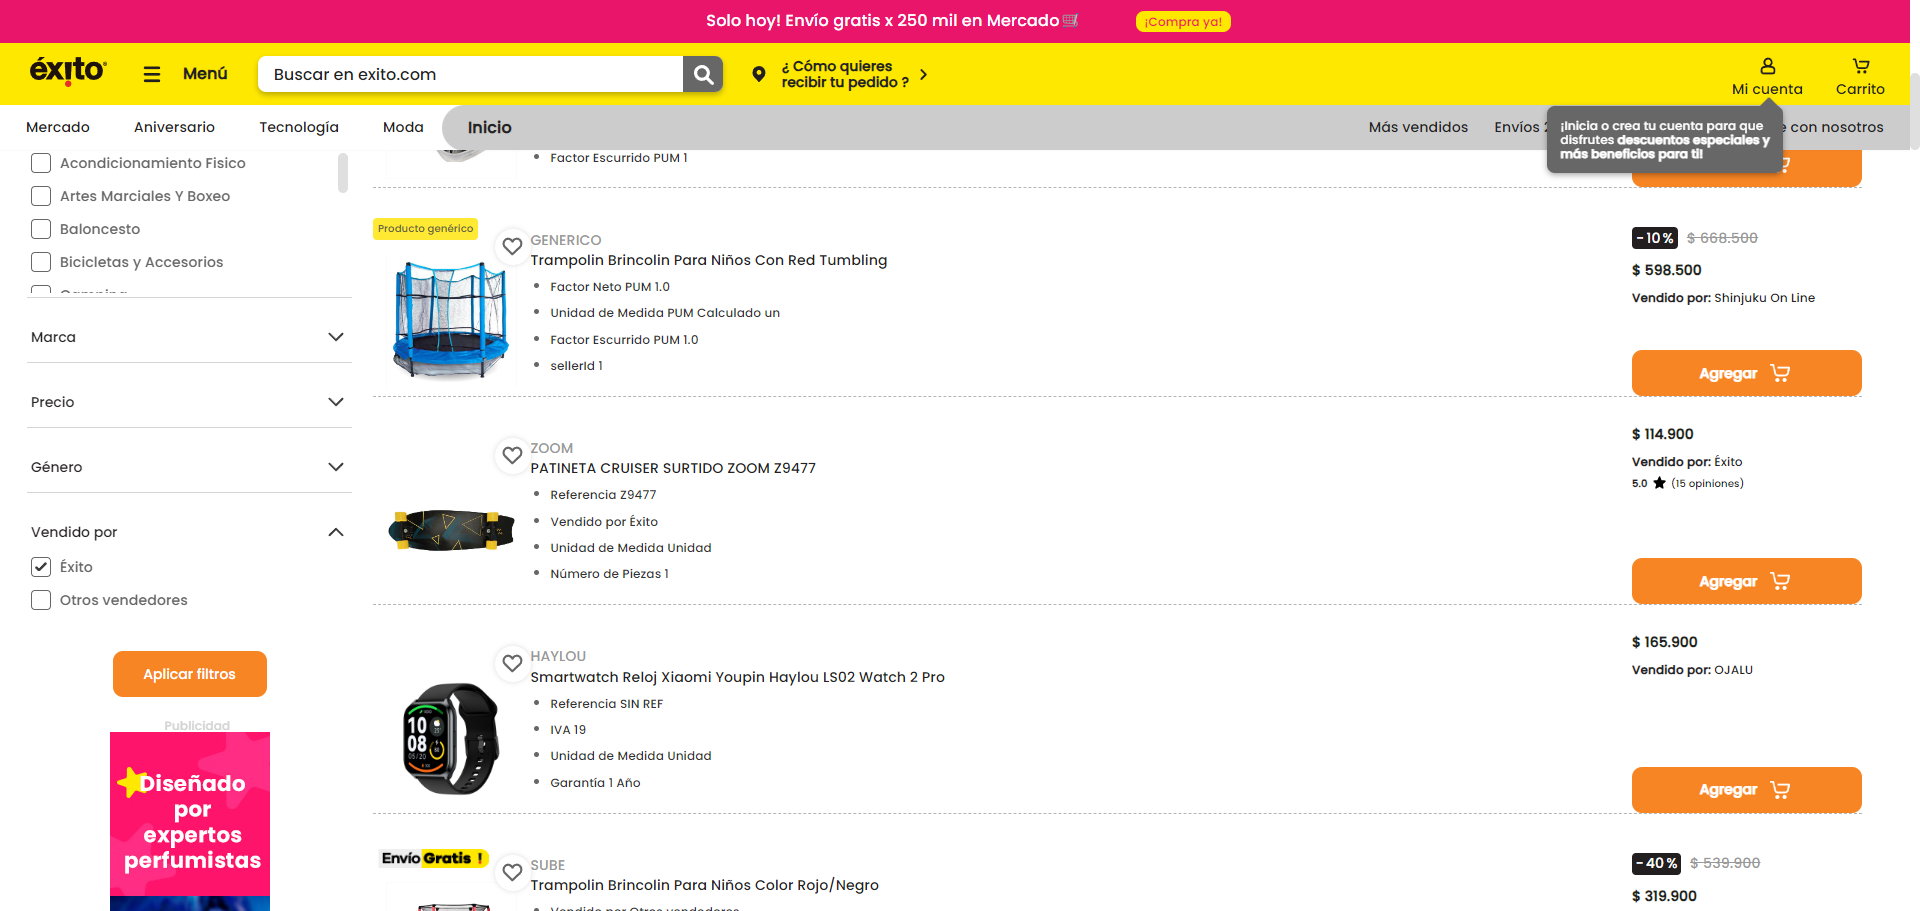 Solo hoy! Envío gratis x 250 mil en Mercado
¡Compra ya!
éxito
Menú
Buscar en exito.com
¿ Cómo quieres
recibir tu pedido ?
Mi cuenta
Carrito
Mercado
Aniversario
Tecnología
Moda
Inicio
Más vendidos
Envíos
con nosotros
¡Inicia o crea tu cuenta para que
disfrutes descuentos especiales y
más beneficios para ti!
Acondicionamiento Fisico
Artes Marciales Y Boxeo
Baloncesto
Bicicletas y Accesorios
Marca
Precio
Género
Vendido por
Éxito
Otros vendedores
Aplicar filtros
Publicidad
Diseñado
por
expertos
perfumistas
Factor Escurrido PUM 1
Producto genérico
GENERICO
Trampolin Brincolin Para Niños Con Red Tumbling
Factor Neto PUM 1.0
Unidad de Medida PUM Calculado un
Factor Escurrido PUM 1.0
sellerId 1
-10%
$ 668.500
$ 598.500
Vendido por: Shinjuku On Line
Agregar
ZOOM
PATINETA CRUISER SURTIDO ZOOM Z9477
Referencia Z9477
Vendido por Éxito
Unidad de Medida Unidad
Número de Piezas 1
$ 114.900
Vendido por: Éxito
5.0 (15 opiniones)
Agregar
HAYLOU
Smartwatch Reloj Xiaomi Youpin Haylou LS02 Watch 2 Pro
Referencia SIN REF
IVA 19
Unidad de Medida Unidad
Garantía 1 Año
10
08
$ 165.900
Vendido por: OJALU
Agregar
Envío Gratis !
SUBE
Trampolin Brincolin Para Niños Color Rojo/Negro
Vendido por Otros vendedores
-40%
$ 539.900
$ 319.900